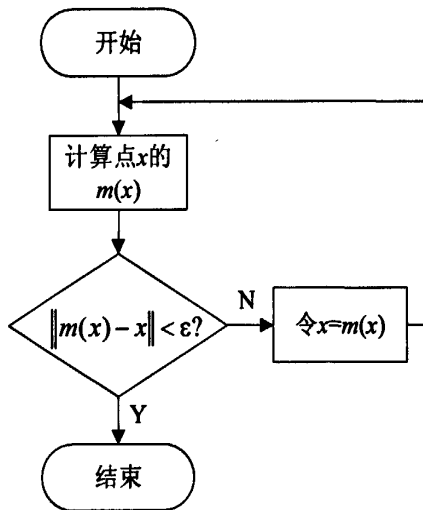 开始
计算点x的
m(x)
‖m(x)－x‖<ε?
N
令x=m(x)
Y
结束